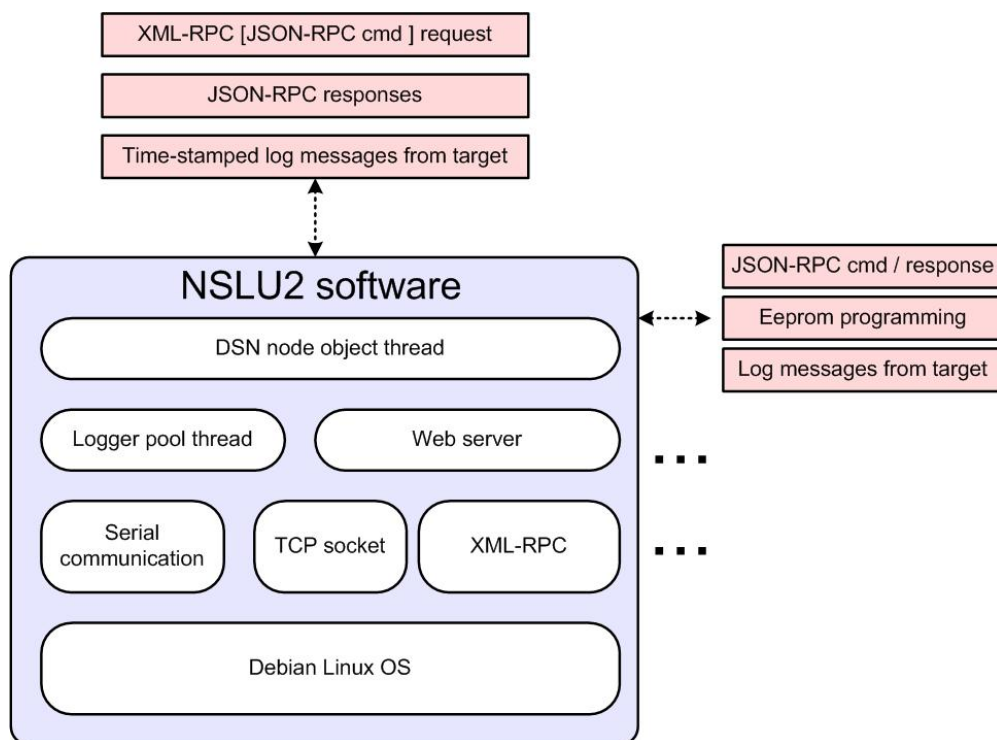 XML-RPC [JSON-RPC cmd ] request
JSON-RPC responses
Time-stamped log messages from target
NSLU2 software
DSN node object thread
Logger pool thread
Web server
Serial
communication
TCP socket
XML-RPC
Debian Linux OS
JSON-RPC cmd / response
Eeprom programming
Log messages from target
...
...